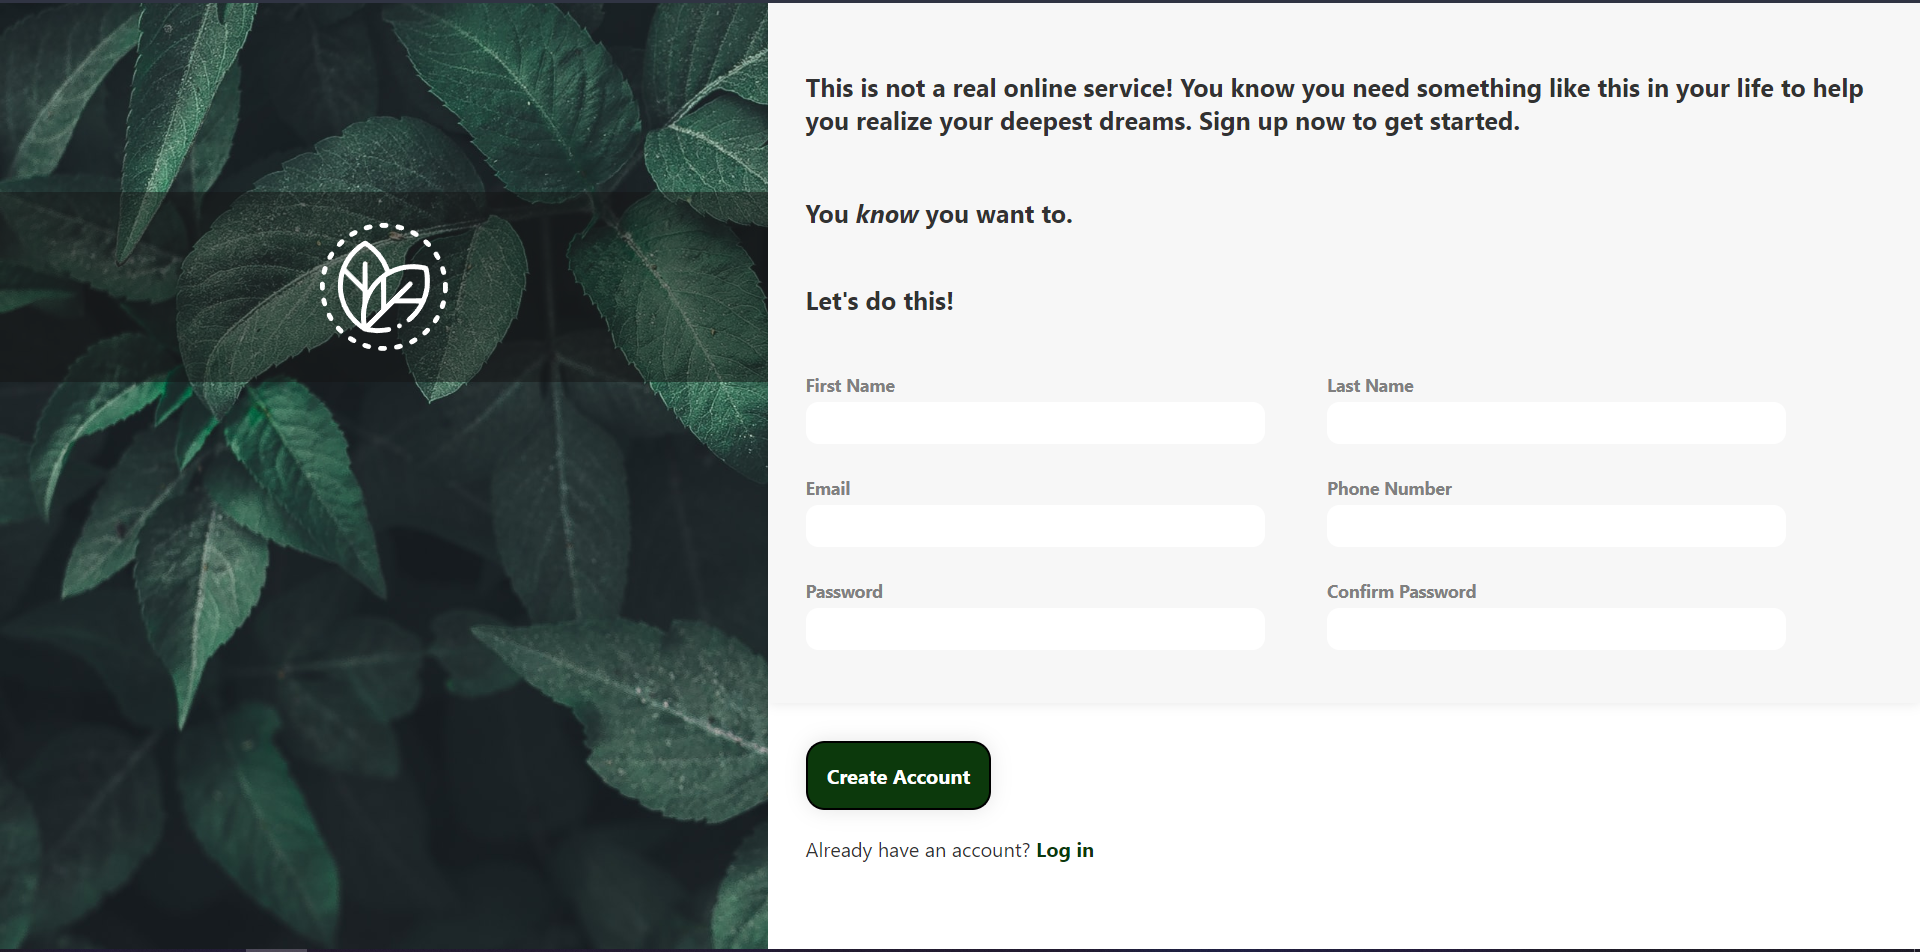 This is not a real online service! You know you need something like this in your life to help
you realize your deepest dreams. Sign up now to get started.
You know you want to.
Let's do this!
First Name
Last Name
Email
Phone Number
Password
Confirm Password
Create Account
Already have an account? Log in